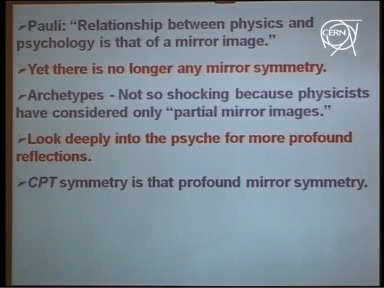 ➢Pauli: “Relationship between physics and
psychology is that of a mirror image.”
➢Yet there is no longer any mirror symmetry.
➢Archetypes - Not so shocking because physicists
have considered only “partial mirror images.”
➢Look deeply into the psyche for more profound
reflections.
➢CPT symmetry is that profound mirror symmetry.
CERN